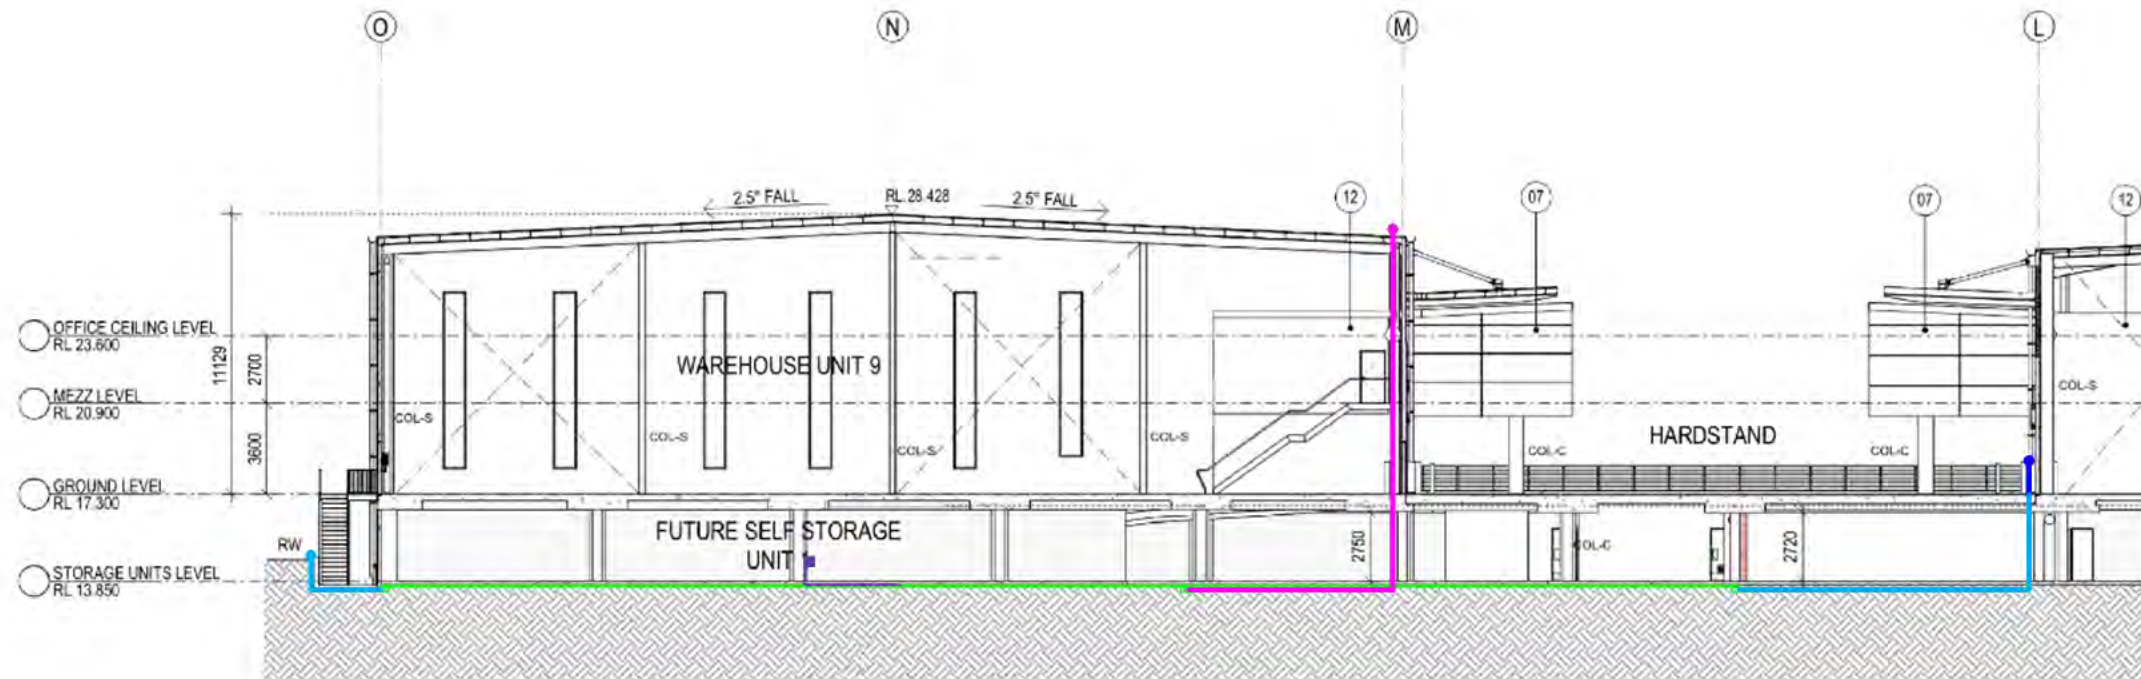 O
N
M
L
2.5° FALL
RL.28.428
2.5° FALL
12
07
07
12
OFFICE CEILING LEVEL
RL 23.600
11129
2700
WAREHOUSE UNIT 9
MEZZ LEVEL
RL 20.900
COL-S
COL-S
COL-S
COL-S
COL-S
3600
HARDSTAND
COL-C
COL-C
GROUND LEVEL
RL 17.300
FUTURE SELF STORAGE
UNIT
RW
2750
COL-C
2720
STORAGE UNITS LEVEL
RL 13.850